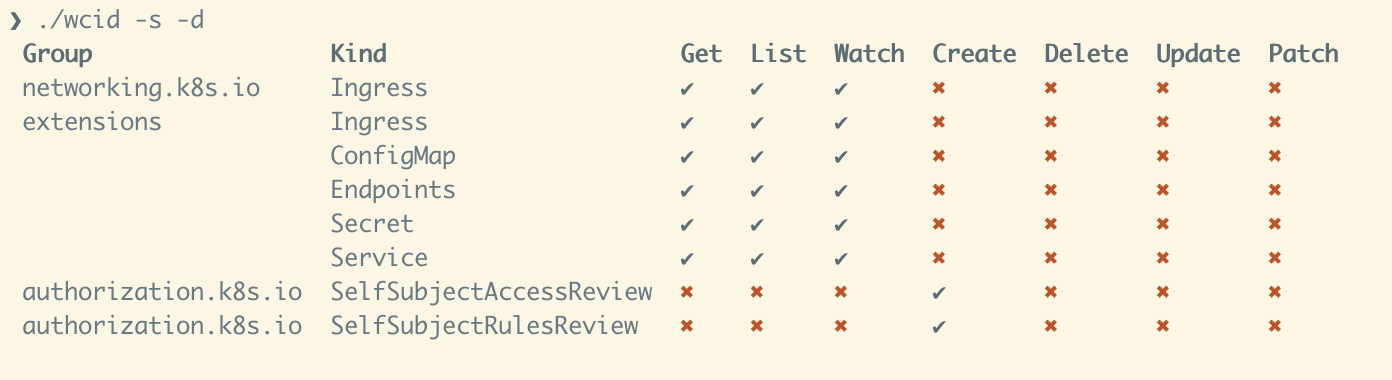 ❯ ./wcid -s -d
Group Kind Get List Watch Create Delete Update Patch
networking.k8s.io Ingress ✔ ✔ ✔ ✖ ✖ ✖ ✖
extensions Ingress ✔ ✔ ✔ ✖ ✖ ✖ ✖
ConfigMap ✔ ✔ ✔ ✖ ✖ ✖ ✖
Endpoints ✔ ✔ ✔ ✖ ✖ ✖ ✖
Secret ✔ ✔ ✔ ✖ ✖ ✖ ✖
Service ✔ ✔ ✔ ✖ ✖ ✖ ✖
authorization.k8s.io SelfSubjectAccessReview ✖ ✖ ✖ ✔ ✖ ✖ ✖
authorization.k8s.io SelfSubjectRulesReview ✖ ✖ ✖ ✔ ✖ ✖ ✖